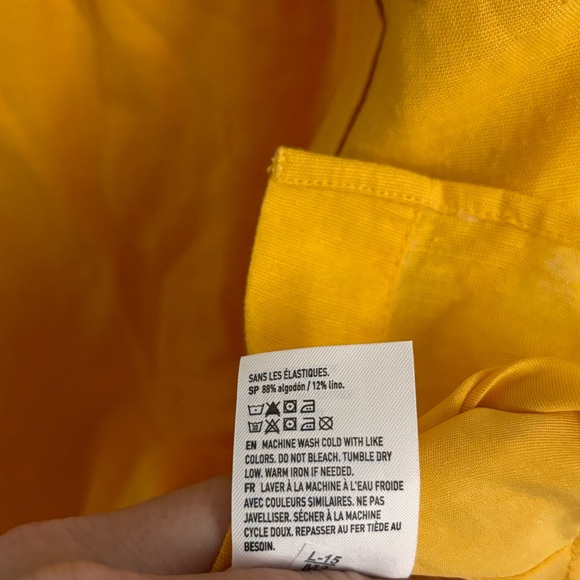 SANS LES ÉLASTIQUES.
SP 88% algodón / 12% lino.
EN MACHINE WASH COLD WITH LIKE
COLORS. DO NOT BLEACH. TUMBLE DRY
LOW. WARM IRON IF NEEDED.
FR LAVER À LA MACHINE À L'EAU FROIDE
AVEC COULEURS SIMILAIRES. NE PAS
JAVELLISER. SÉCHER À LA MACHINE
CYCLE DOUX. REPASSER AU FER TIÈDE AU
BESOIN.
L-15